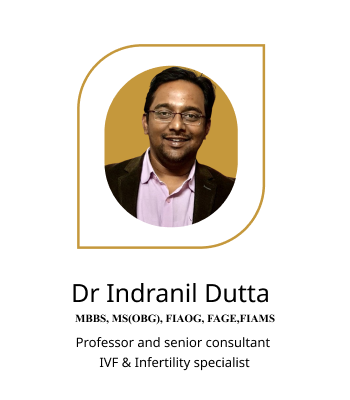 Dr Indranil Dutta
MBBS, MS(OBG), FIAOG, FAGE,FIAMS
Professor and senior consultant
IVF & Infertility specialist